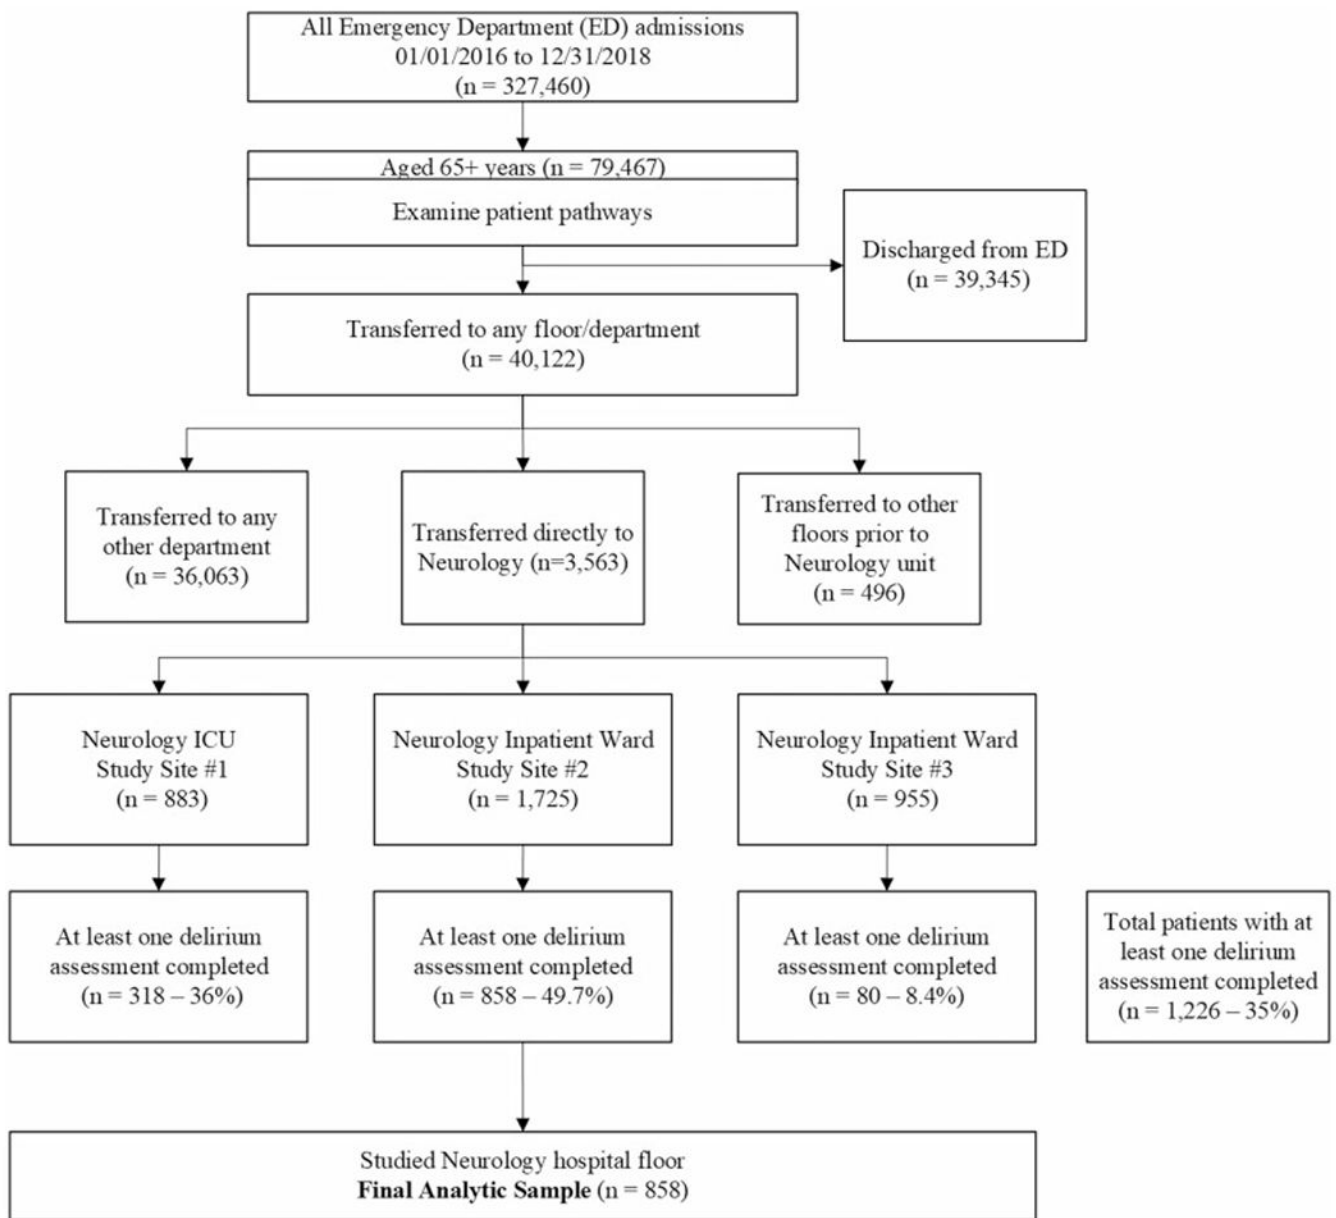 All Emergency Department (ED) admissions
01/01/2016 to 12/31/2018
(n = 327,460)
Aged 65+ years (n = 79,467)
Examine patient pathways
Discharged from ED
(n = 39,345)
Transferred to any floor/department
(n = 40,122)
Transferred to any
other department
(n = 36,063)
Transferred directly to
Neurology (n=3,563)
Transferred to other
floors prior to
Neurology unit
(n = 496)
Neurology ICU
Study Site #1
(n = 883)
Neurology Inpatient Ward
Study Site #2
(n = 1,725)
Neurology Inpatient Ward
Study Site #3
(n = 955)
At least one delirium
assessment completed
(n = 318 – 36%)
At least one delirium
assessment completed
(n = 858 – 49.7%)
At least one delirium
assessment completed
(n = 80 – 8.4%)
Total patients with at
least one delirium
assessment completed
(n = 1,226 – 35%)
Studied Neurology hospital floor
Final Analytic Sample (n = 858)